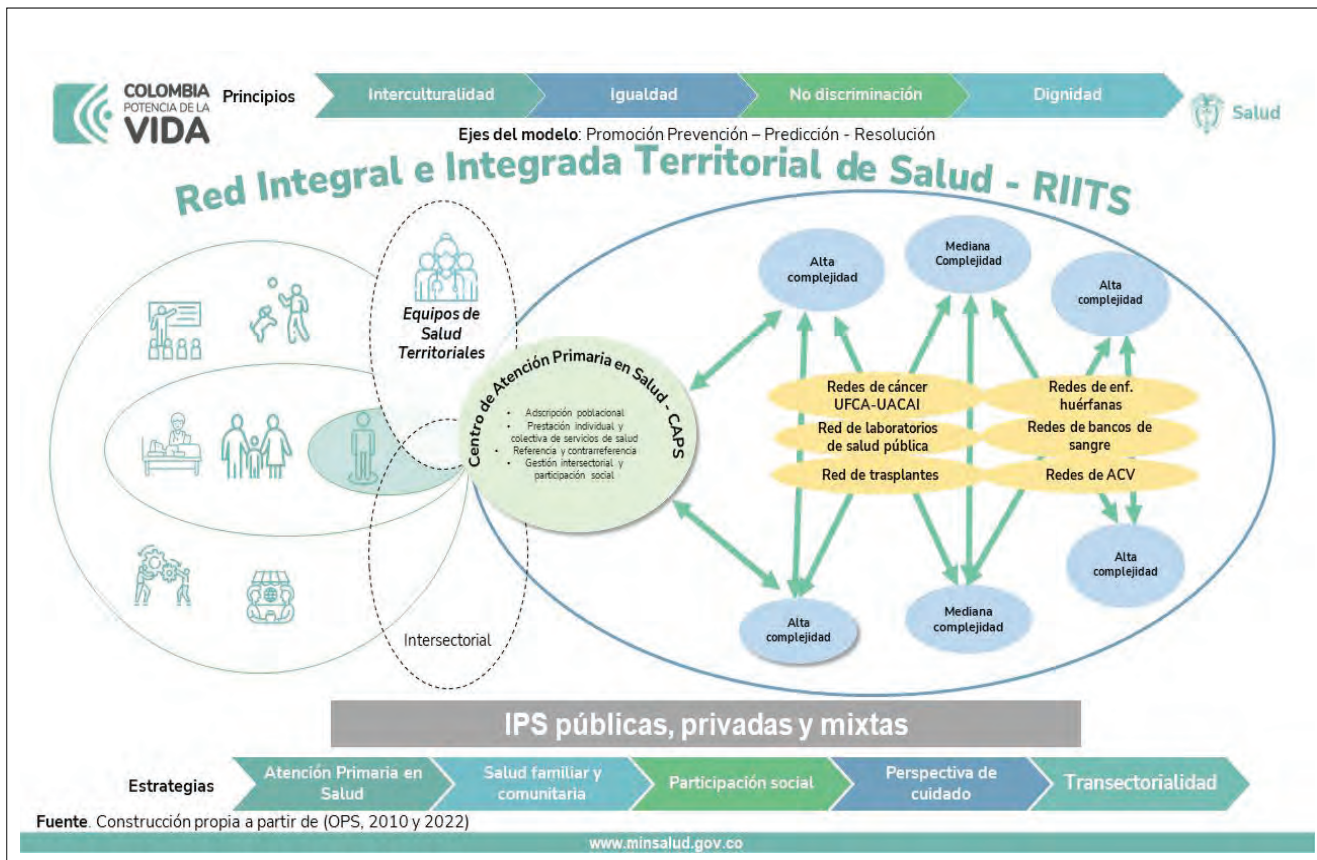 COLOMBIA
POTENCIA DE LA
VIDA
Principios
Interculturalidad
Igualdad
No discriminación
Dignidad
Salud
Ejes del modelo: Promoción Prevención – Predicción - Resolución
Red Integral e Integrada Territorial de Salud - RIITS
Equipos de
Salud
Territoriales
Centro de Atención Primaria en Salud - CAPS
• Adscripción poblacional
• Prestación individual y
colectiva de servicios de salud
• Referencia y contrarreferencia
• Gestión intersectorial y
participación social
Intersectorial
Alta
complejidad
Mediana
Complejidad
Alta
complejidad
Redes de cáncer
UFCA-UACAI
Redes de enf.
huérfanas
Red de laboratorios
de salud pública
Redes de bancos de
sangre
Red de trasplantes
Redes de ACV
Alta
complejidad
Mediana
complejidad
Alta
complejidad
IPS públicas, privadas y mixtas
Estrategias
Atención Primaria en
Salud
Salud familiar y
comunitaria
Participación social
Perspectiva de
cuidado
Transectorialidad
Fuente. Construcción propia a partir de (OPS, 2010 y 2022)
www.minsalud.gov.co